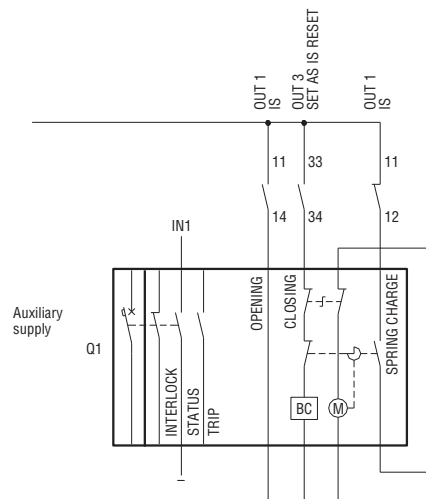 OUT 1
IS
OUT 3
SET AS IS RESET
OUT 1
IS
11
33
11
14
34
12
IN1
Auxiliary
supply
Q1
INTERLOCK
STATUS
TRIP
OPENING
CLOSING
SPRING CHARGE
BC
M